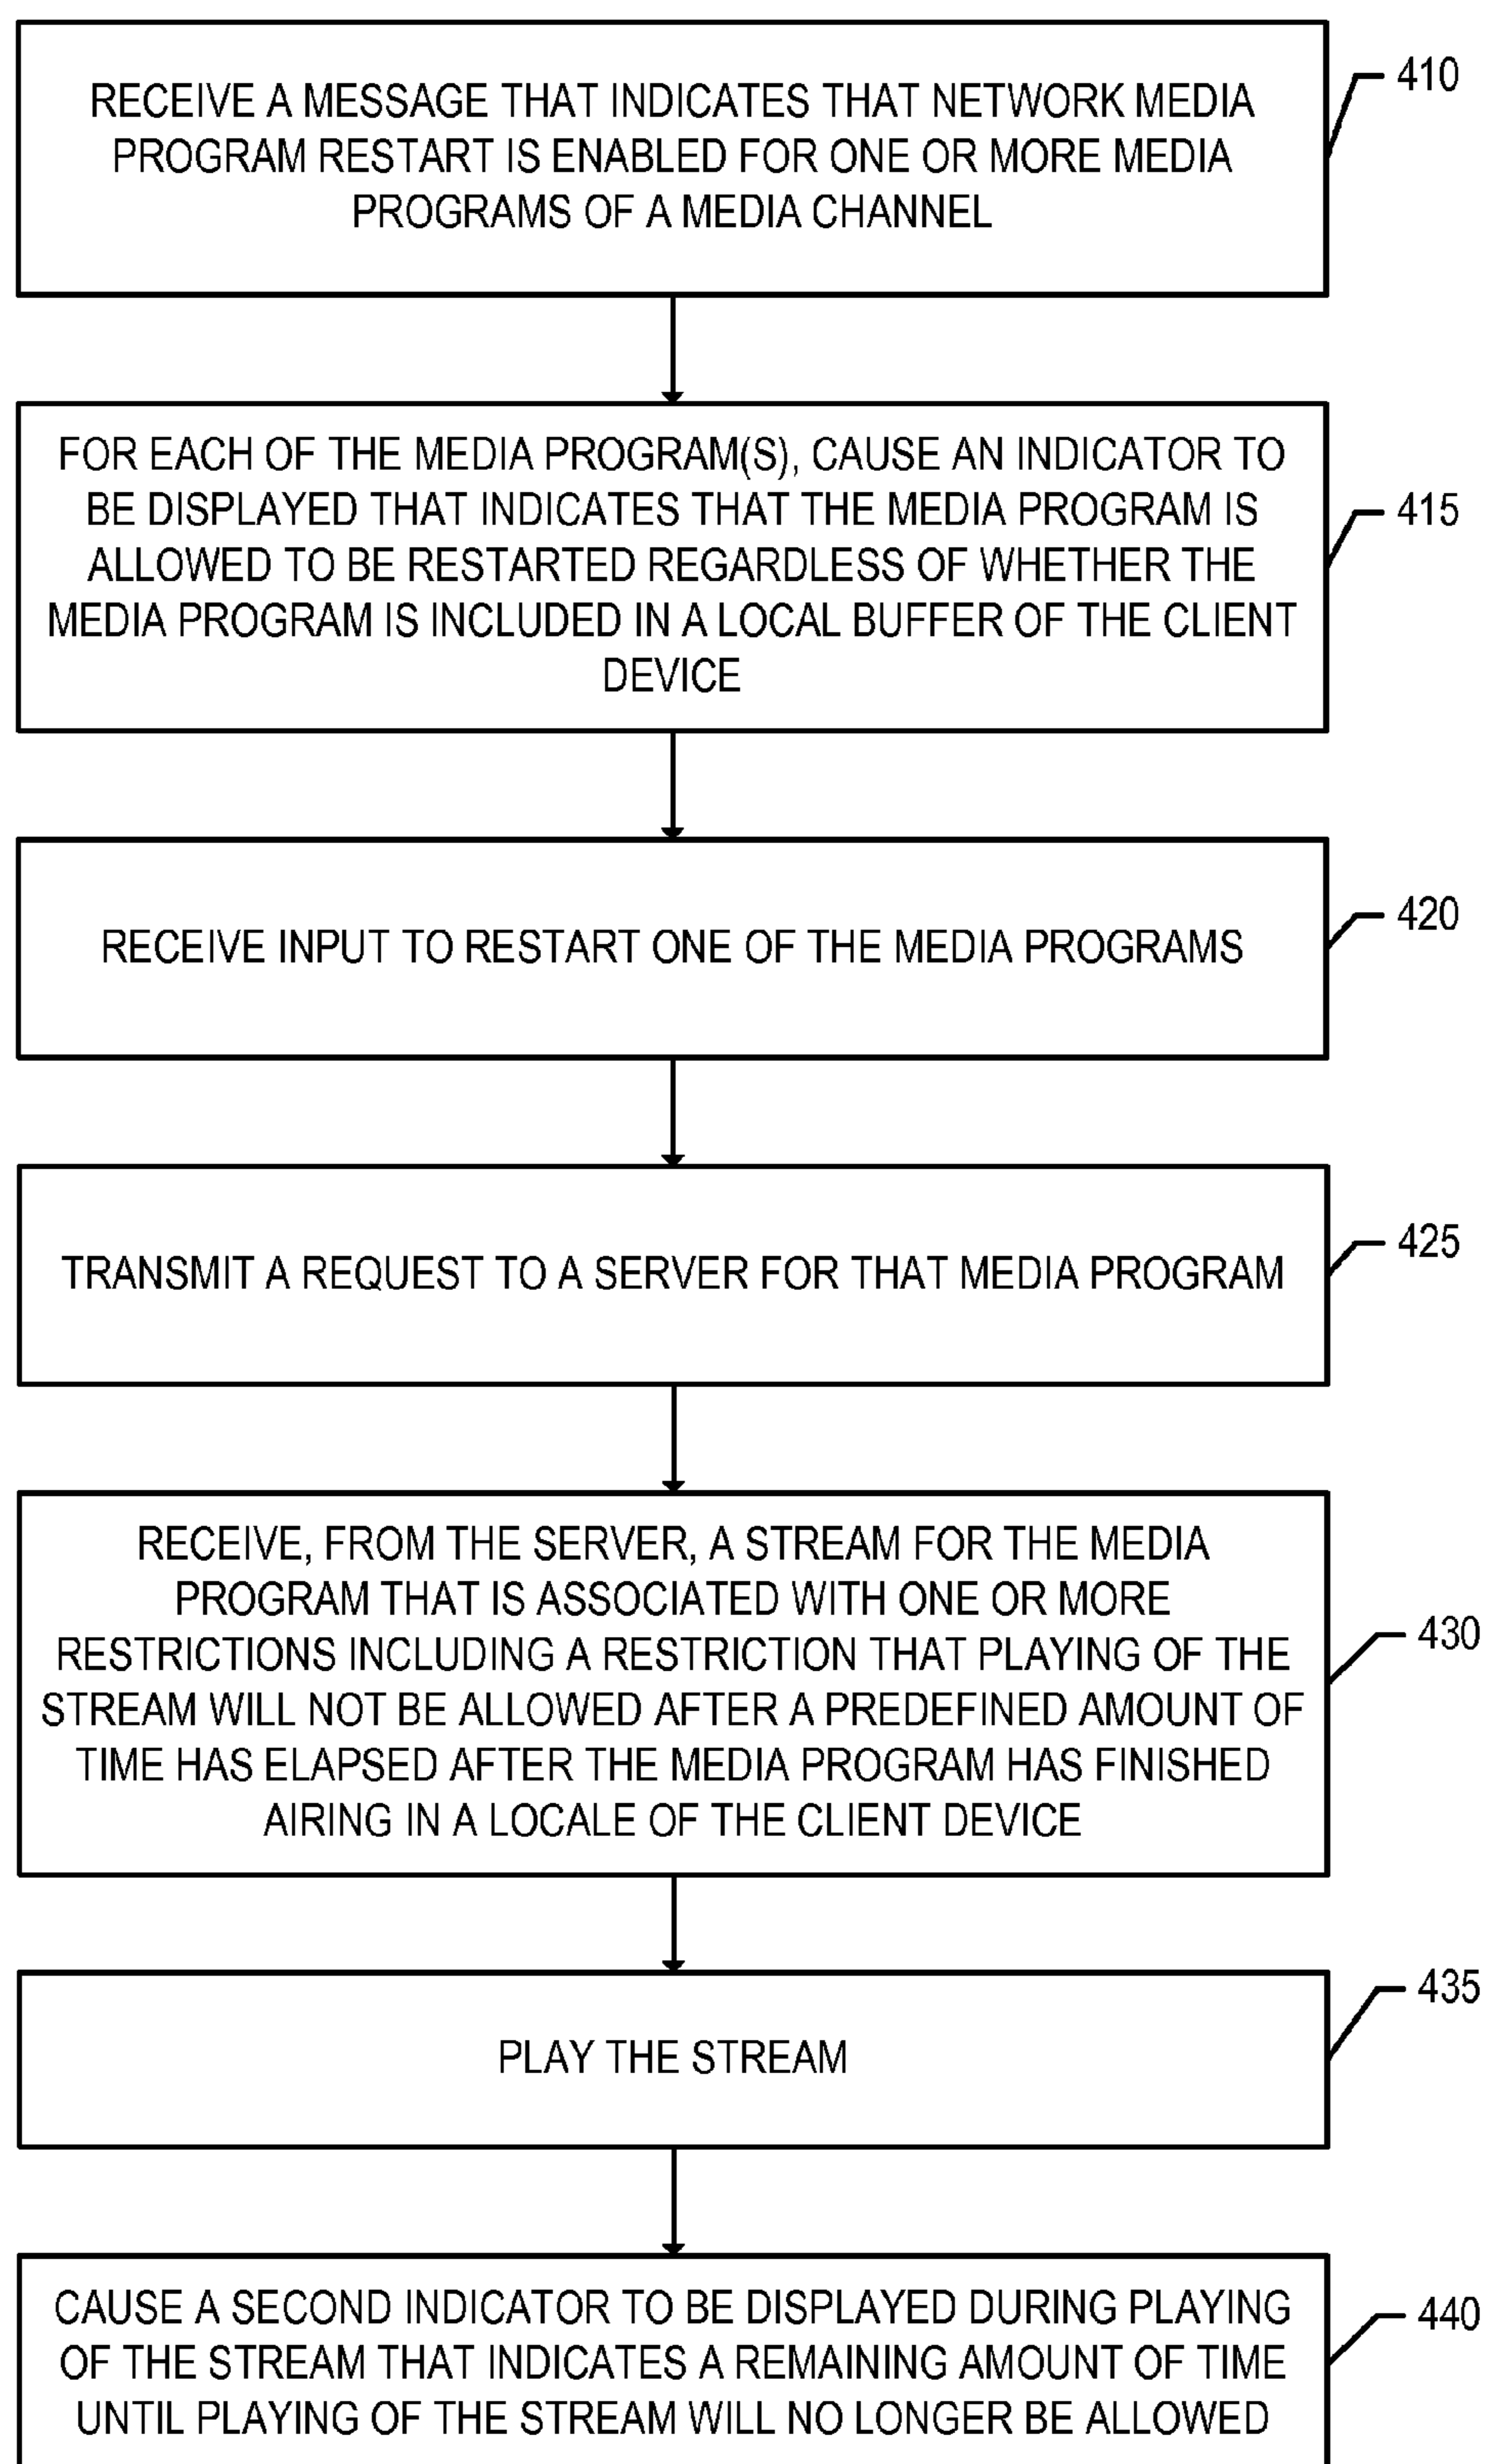 RECEIVE A MESSAGE THAT INDICATES THAT NETWORK MEDIA
PROGRAM RESTART IS ENABLED FOR ONE OR MORE MEDIA
PROGRAMS OF A MEDIA CHANNEL
410
FOR EACH OF THE MEDIA PROGRAM(S), CAUSE AN INDICATOR TO
BE DISPLAYED THAT INDICATES THAT THE MEDIA PROGRAM IS
ALLOWED TO BE RESTARTED REGARDLESS OF WHETHER THE
MEDIA PROGRAM IS INCLUDED IN A LOCAL BUFFER OF THE CLIENT
DEVICE
415
RECEIVE INPUT TO RESTART ONE OF THE MEDIA PROGRAMS
420
TRANSMIT A REQUEST TO A SERVER FOR THAT MEDIA PROGRAM
425
RECEIVE, FROM THE SERVER, A STREAM FOR THE MEDIA
PROGRAM THAT IS ASSOCIATED WITH ONE OR MORE
RESTRICTIONS INCLUDING A RESTRICTION THAT PLAYING OF THE
STREAM WILL NOT BE ALLOWED AFTER A PREDEFINED AMOUNT OF
TIME HAS ELAPSED AFTER THE MEDIA PROGRAM HAS FINISHED
AIRING IN A LOCALE OF THE CLIENT DEVICE
430
PLAY THE STREAM
435
CAUSE A SECOND INDICATOR TO BE DISPLAYED DURING PLAYING
OF THE STREAM THAT INDICATES A REMAINING AMOUNT OF TIME
UNTIL PLAYING OF THE STREAM WILL NO LONGER BE ALLOWED
440